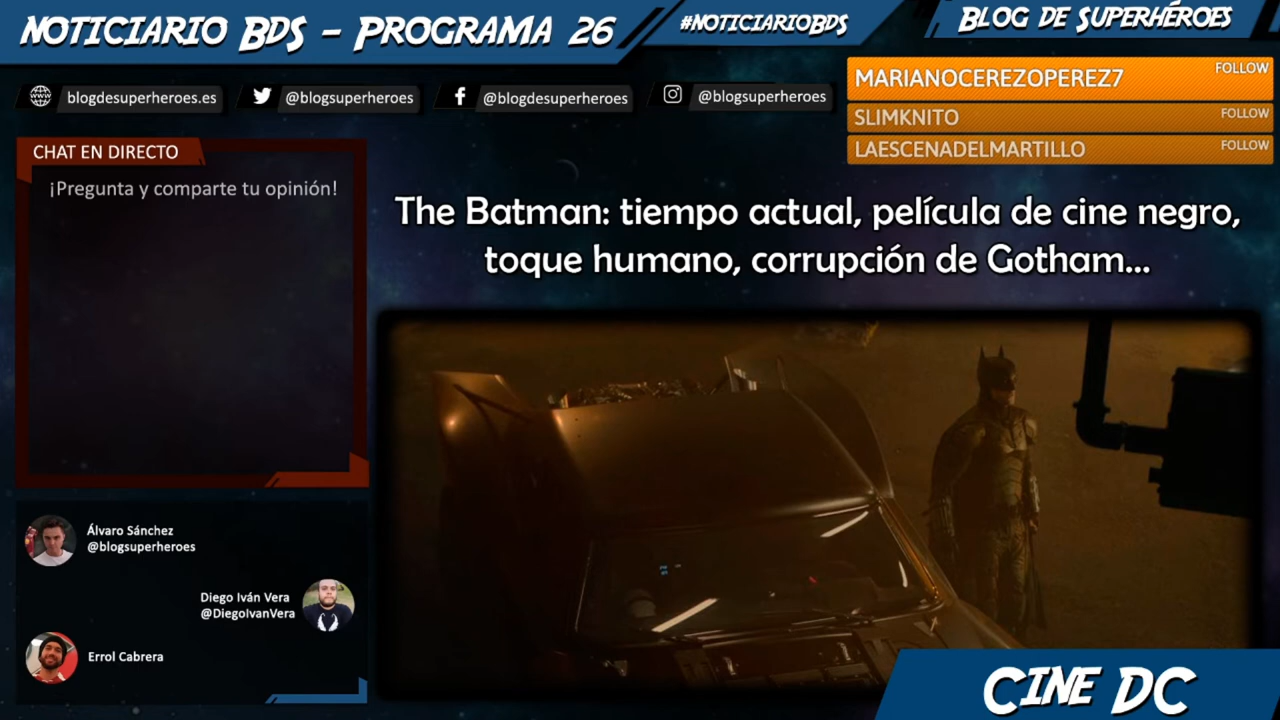 NOTICIARIO BDS – PROGRAMA 26
#NOTICIARIOBDS
BLOG DE SUPERHÉROES
blogdesuperheroes.es
@blogsuperheroes
@blogdesuperheroes
@blogsuperheroes
MARIANOCEREZOPEREZ7 FOLLOW
SLIMKNITO FOLLOW
LAESCENADELMARTILLO FOLLOW
CHAT EN DIRECTO
¡Pregunta y comparte tu opinión!
The Batman: tiempo actual, película de cine negro,
toque humano, corrupción de Gotham...
Álvaro Sánchez
@blogsuperheroes
Diego Iván Vera
@DiegoIvanVera
Errol Cabrera
CINE DC